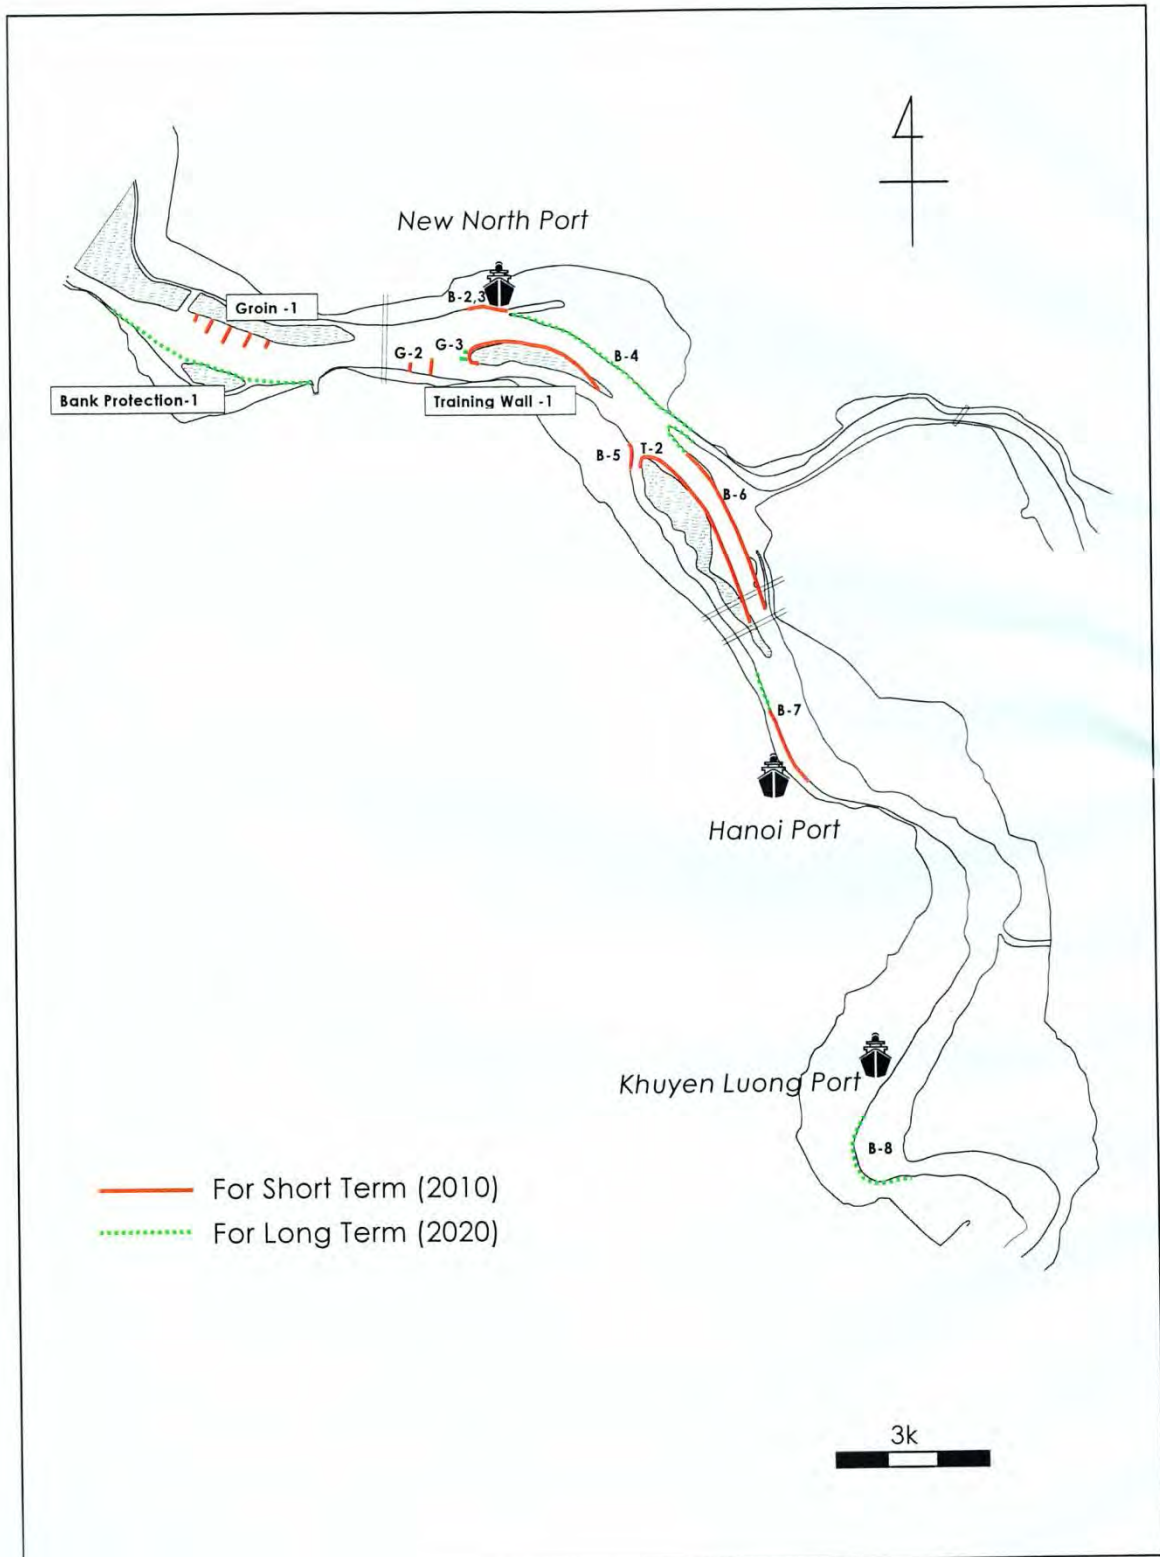 New North Port
B-2,3
Groin -1
G-3
G-2
B-4
Bank Protection-1
Training Wall -1
B-5
T-2
B-6
B-7
Hanoi Port
Khuyen Luong Port
B-8
For Short Term (2010)
For Long Term (2020)
3k